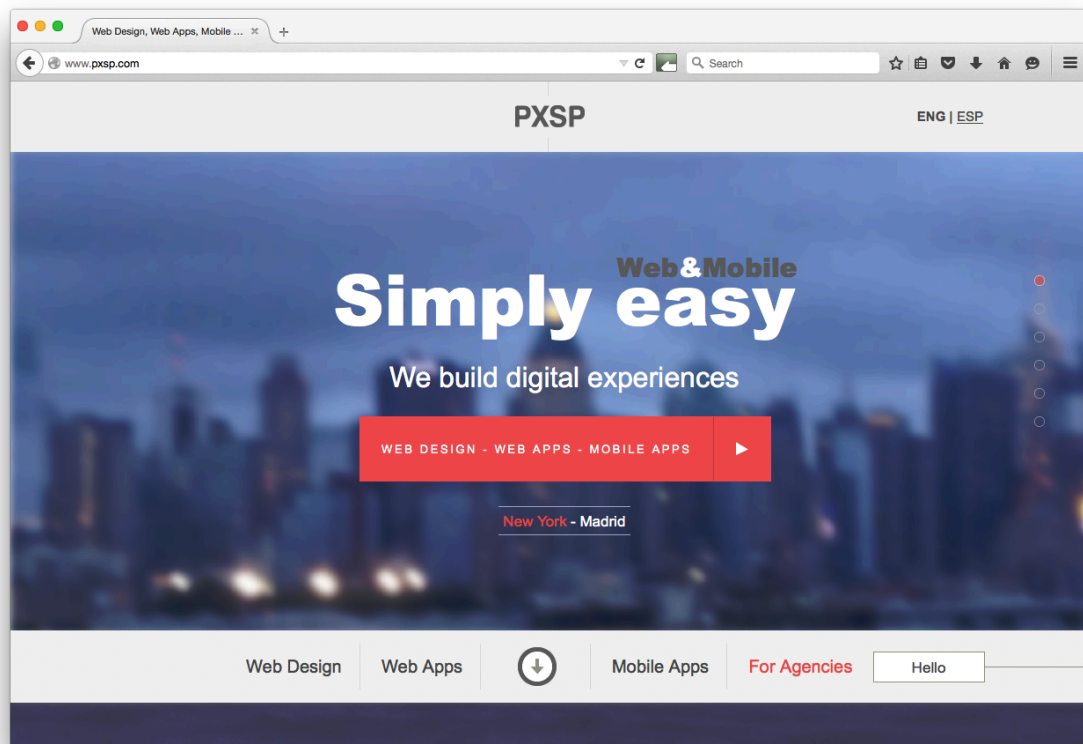 Web Design, Web Apps, Mobile ...
www.pxsp.com
Search
PXSP
ENG | ESP
Web&Mobile
Simply easy
We build digital experiences
WEB DESIGN - WEB APPS - MOBILE APPS
New York - Madrid
Web Design
Web Apps
Mobile Apps
For Agencies
Hello